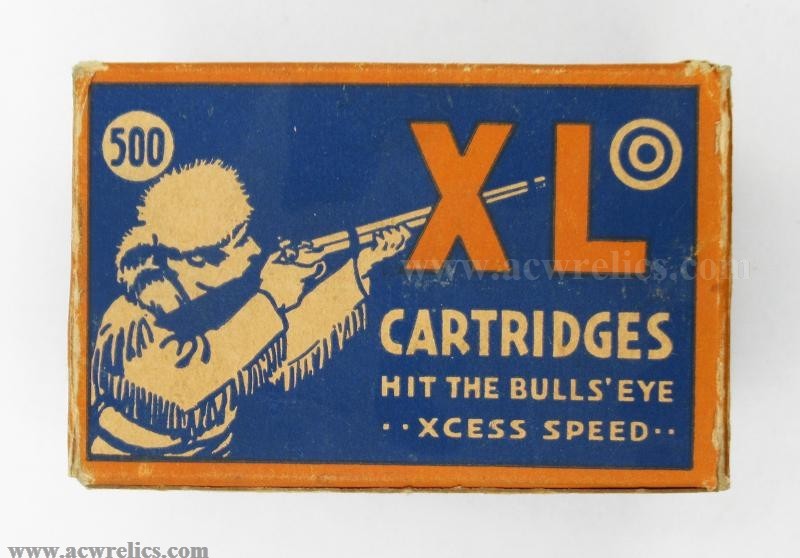 500
XL
www.acwrelics.com
CARTRIDGES
HIT THE BULLS' EYE
··XCESS SPEED··
www.acwrelics.com